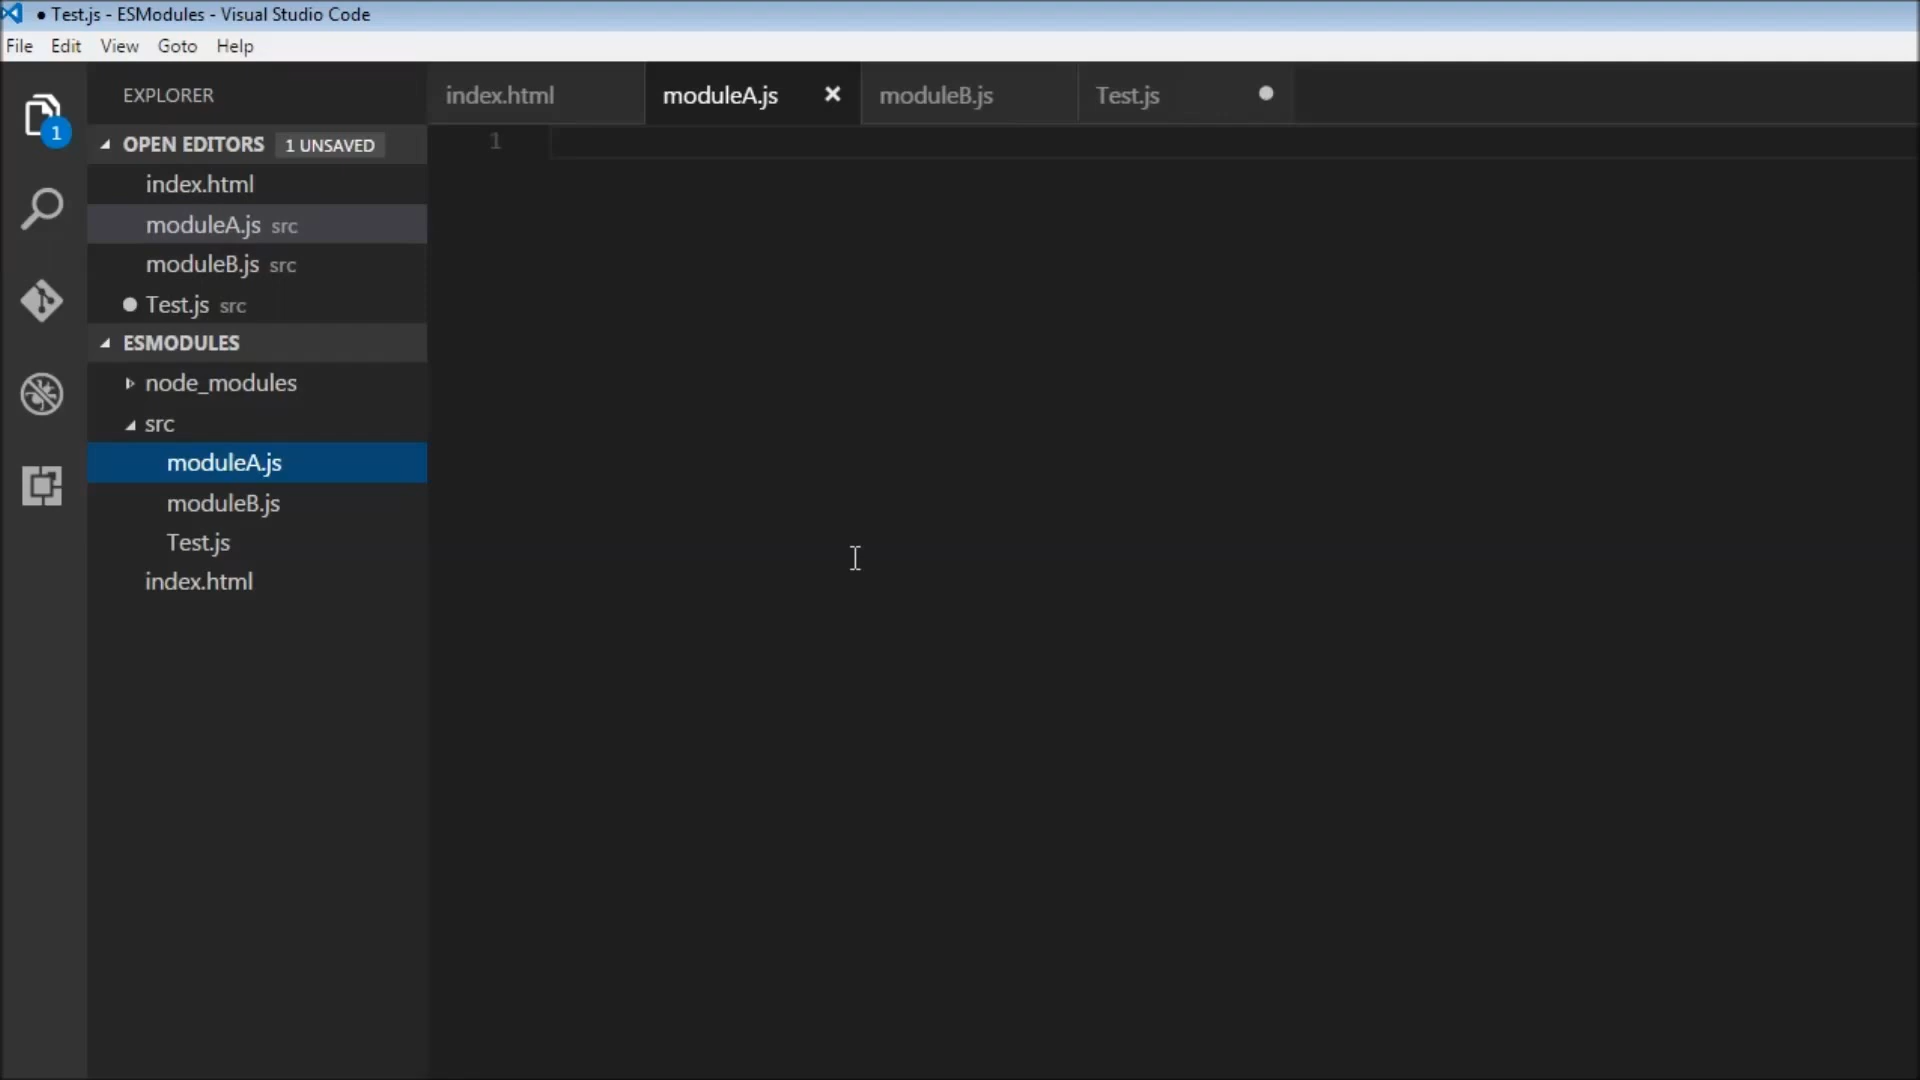 ● Test.js - ESModules - Visual Studio Code
File Edit View Goto Help
EXPLORER
index.html moduleA.js moduleB.js Test.js
1
OPEN EDITORS 1 UNSAVED
1
index.html
moduleA.js src
moduleB.js src
Test.js src
ESMODULES
node_modules
src
moduleA.js
moduleB.js
Test.js
index.html